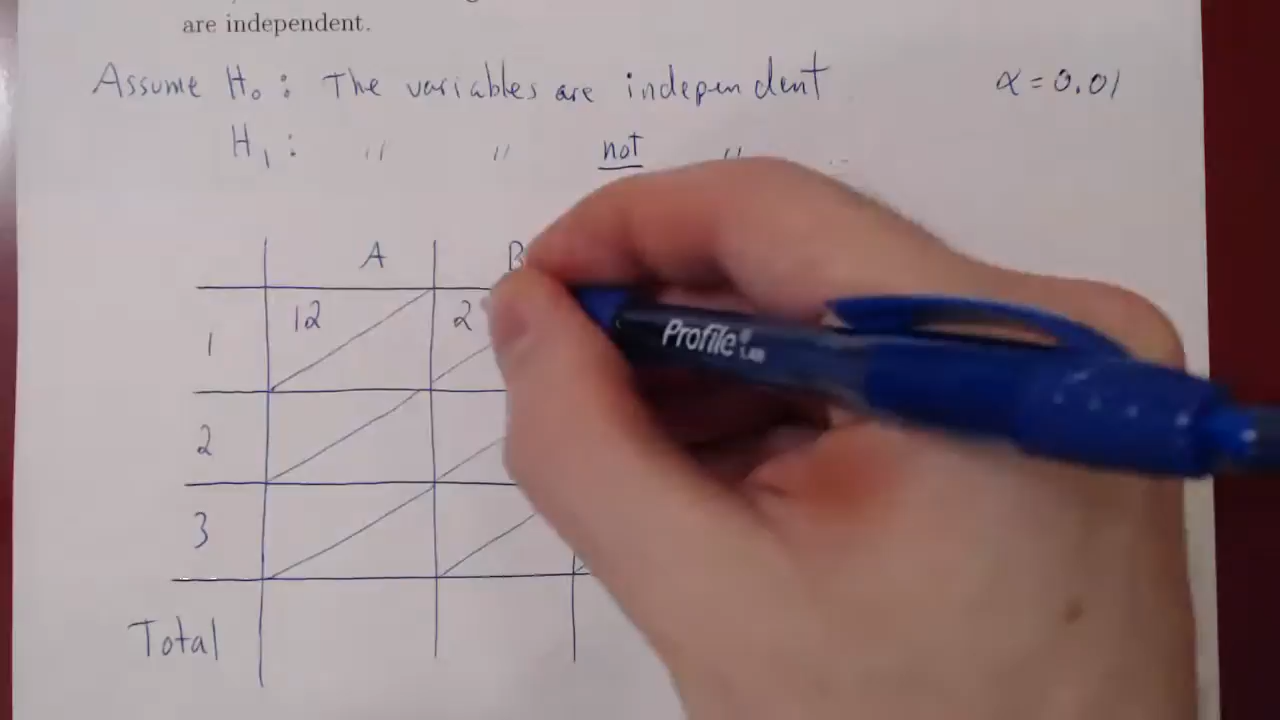 are independent.
Assume H₀: The variables are independent α = 0.01
H₁: " " not " "
A B
1 12 2
2
3
Total
Profile